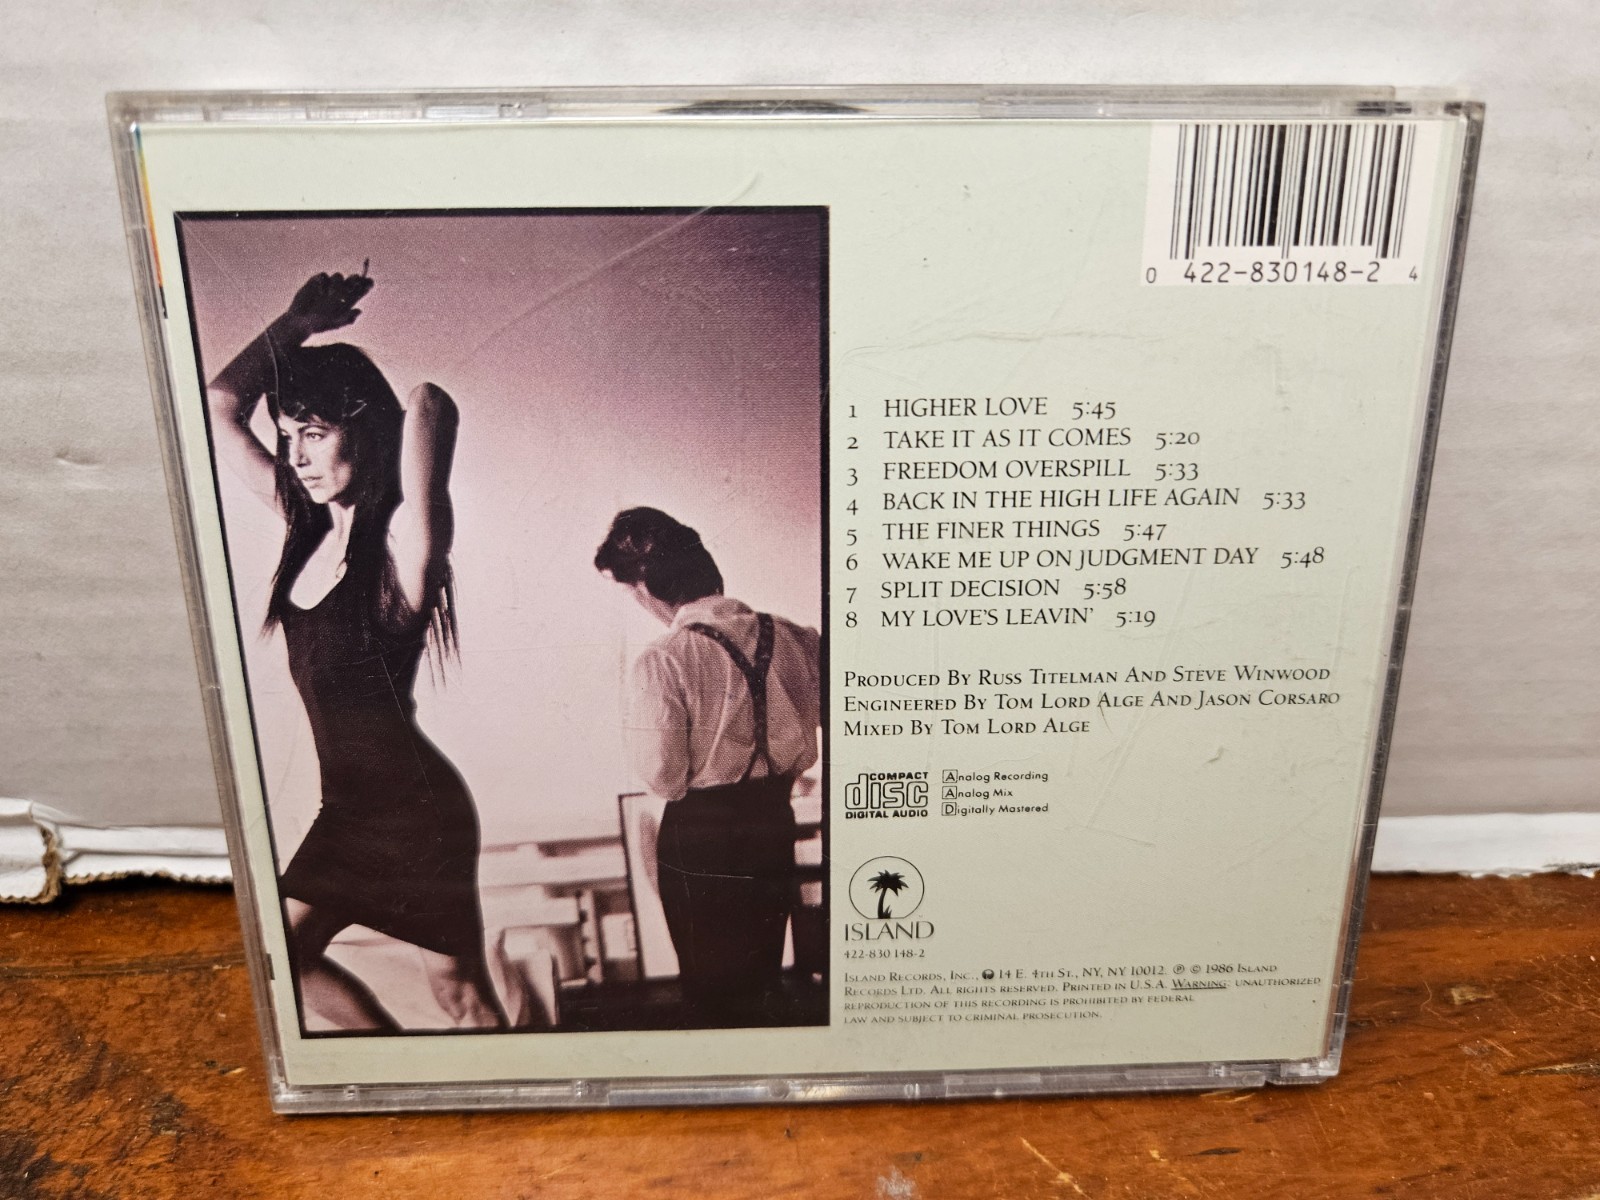 0 422-830148-2 4
1 HIGHER LOVE 5:45
2 TAKE IT AS IT COMES 5:20
3 FREEDOM OVERSPILL 5:33
4 BACK IN THE HIGH LIFE AGAIN 5:33
5 THE FINER THINGS 5:47
6 WAKE ME UP ON JUDGMENT DAY 5:48
7 SPLIT DECISION 5:58
8 MY LOVE'S LEAVIN' 5:19
PRODUCED BY RUSS TITELMAN AND STEVE WINWOOD
ENGINEERED BY TOM LORD ALGE AND JASON CORSARO
MIXED BY TOM LORD ALGE
COMPACT
disc
DIGITAL AUDIO
Analog Recording
Analog Mix
Digitally Mastered
ISLAND
422-830 148-2
ISLAND RECORDS, INC., 14 E. 4TH ST., NY, NY 10012. ℗ © 1986 ISLAND
RECORDS LTD. ALL RIGHTS RESERVED. PRINTED IN U.S.A. WARNING: UNAUTHORIZED
REPRODUCTION OF THIS RECORDING IS PROHIBITED BY FEDERAL
LAW AND SUBJECT TO CRIMINAL PROSECUTION.